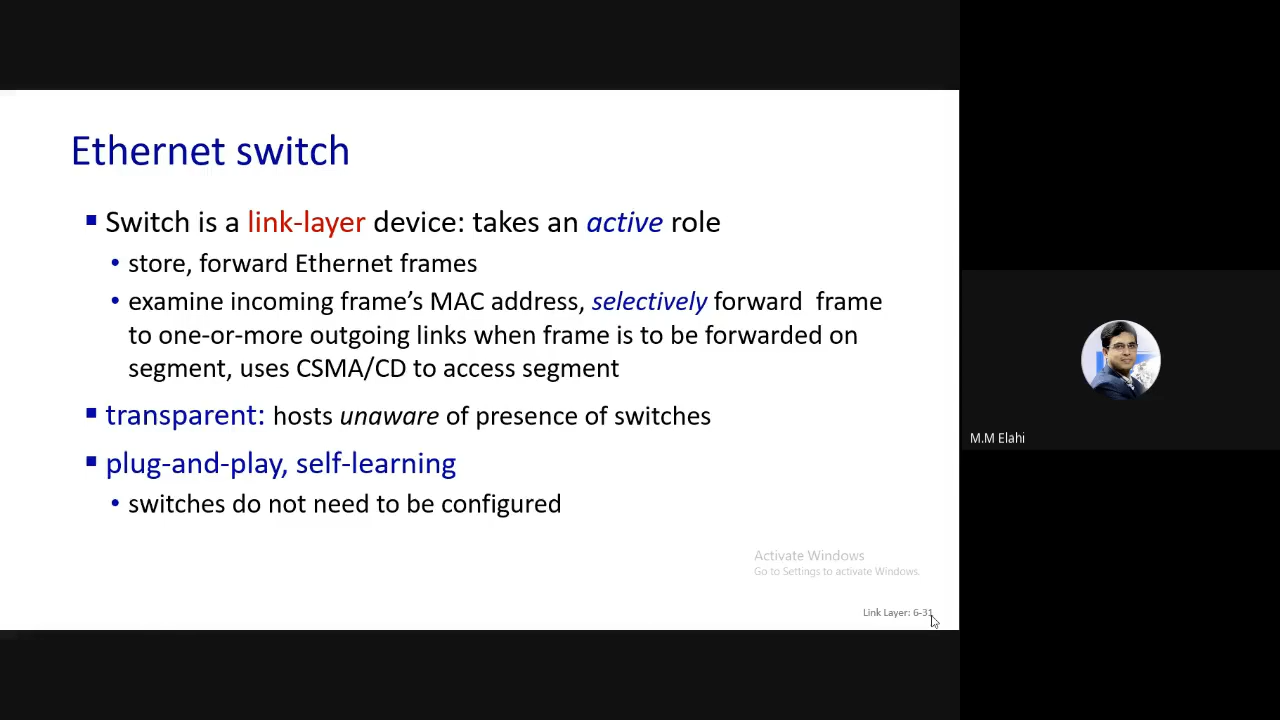 Ethernet switch
▪ Switch is a link-layer device: takes an active role
• store, forward Ethernet frames
• examine incoming frame’s MAC address, selectively forward frame
to one-or-more outgoing links when frame is to be forwarded on
segment, uses CSMA/CD to access segment
▪ transparent: hosts unaware of presence of switches
▪ plug-and-play, self-learning
• switches do not need to be configured
Activate Windows
Go to Settings to activate Windows.
Link Layer: 6-31
M.M Elahi